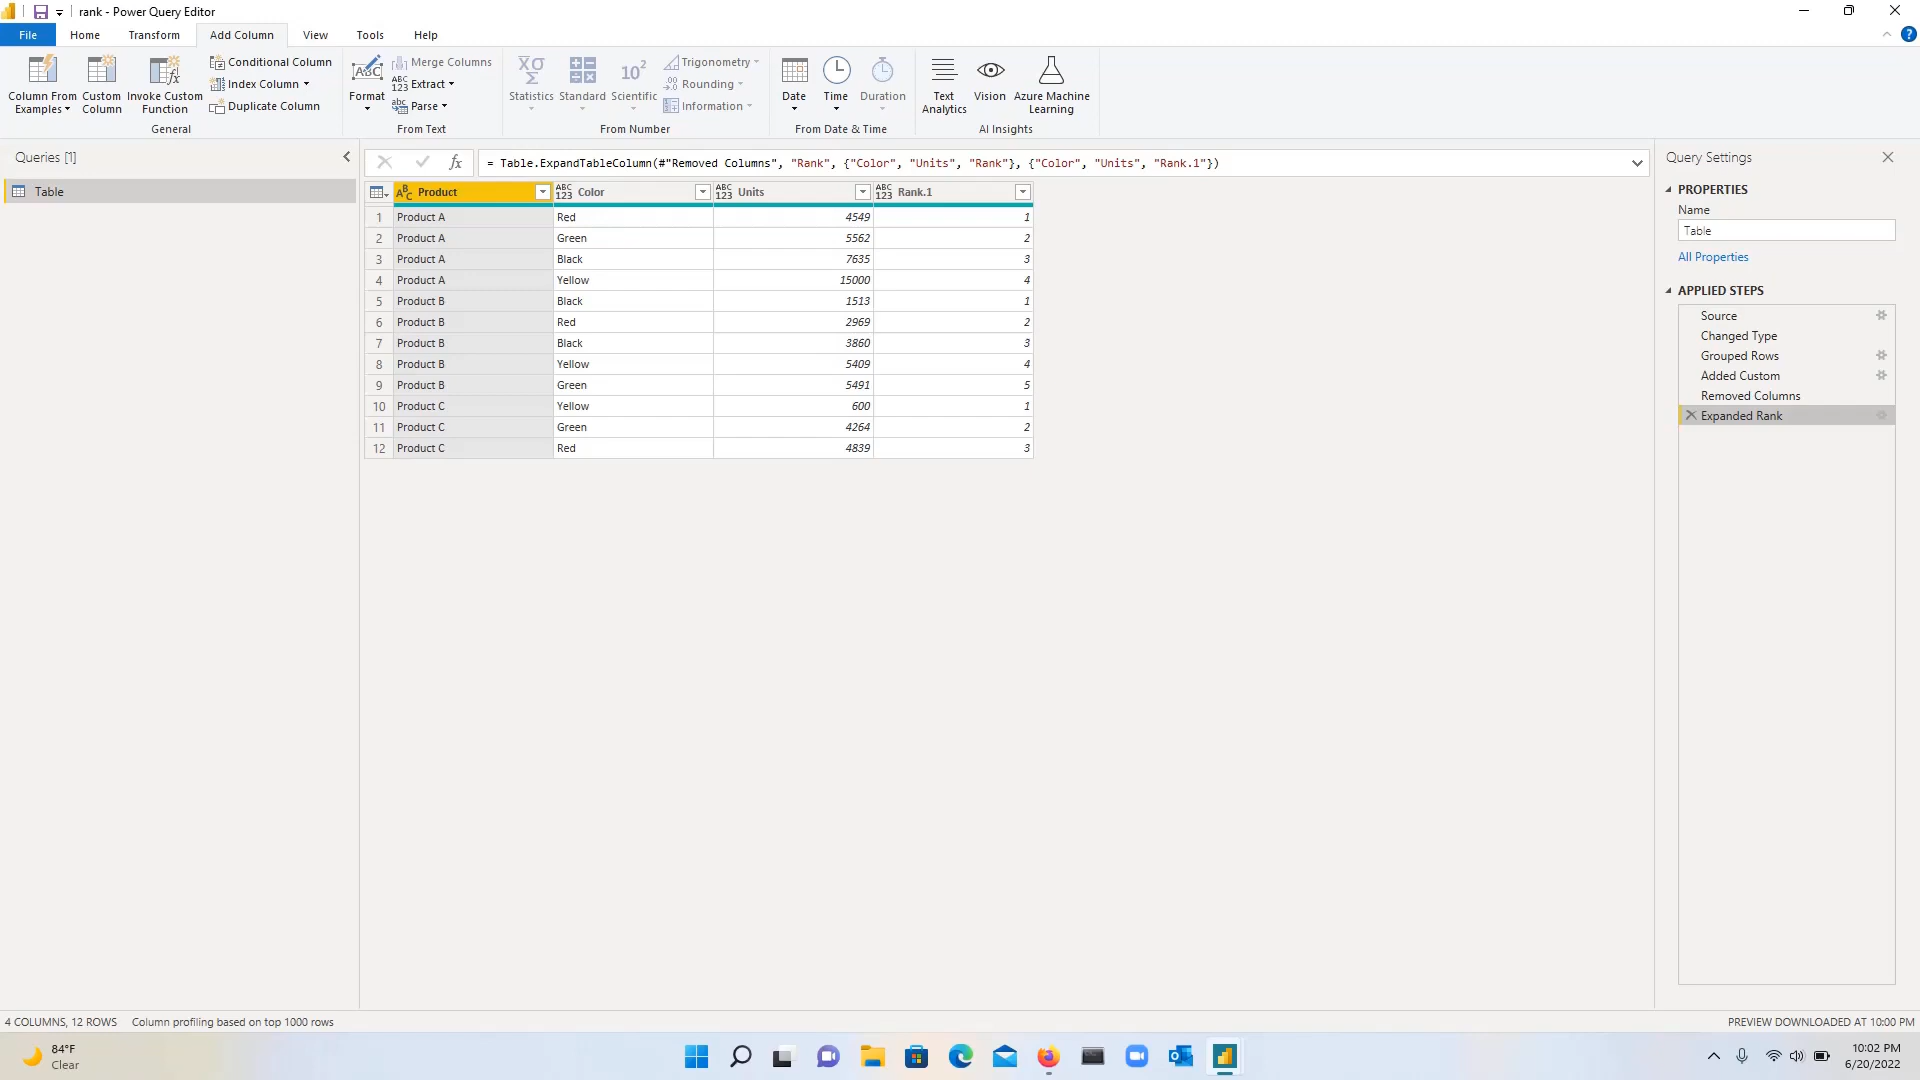 rank - Power Query Editor
File Home Transform Add Column View Tools Help
Column From Examples
Custom Column
Invoke Custom Function
Conditional Column
Index Column
Duplicate Column
General
Format
Merge Columns
Extract
Parse
From Text
Statistics
Standard
Scientific
Trigonometry
Rounding
Information
From Number
Date
Time
Duration
From Date & Time
Text Analytics
Vision
Azure Machine Learning
AI Insights
Queries [1]
Table
= Table.ExpandTableColumn(#"Removed Columns", "Rank", {"Color", "Units", "Rank"}, {"Color", "Units", "Rank.1"})
Product Color Units Rank.1
1 Product A Red 4549 1
2 Product A Green 5562 2
3 Product A Black 7635 3
4 Product A Yellow 15000 4
5 Product B Black 1513 1
6 Product B Red 2969 2
7 Product B Black 3860 3
8 Product B Yellow 5409 4
9 Product B Green 5491 5
10 Product C Yellow 600 1
11 Product C Green 4264 2
12 Product C Red 4839 3
Query Settings
PROPERTIES
Name
Table
All Properties
APPLIED STEPS
Source
Changed Type
Grouped Rows
Added Custom
Removed Columns
Expanded Rank
4 COLUMNS, 12 ROWS Column profiling based on top 1000 rows
PREVIEW DOWNLOADED AT 10:00 PM
84°F
Clear
10:02 PM
6/20/2022